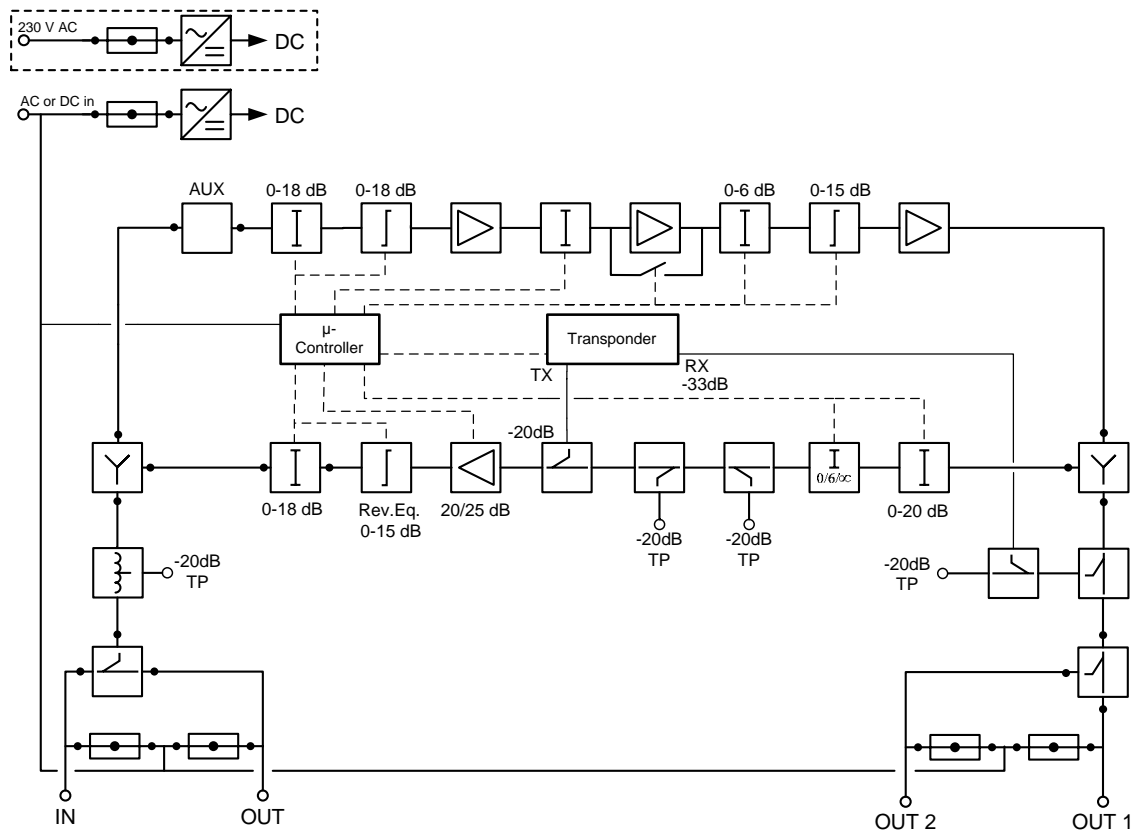 230 V AC
DC
AC or DC in
DC
AUX
0-18 dB
0-18 dB
0-6 dB
0-15 dB
µ-
Controller
Transponder
TX
RX
-33dB
-20dB
0/6/∞
0-18 dB
Rev.Eq.
0-15 dB
20/25 dB
-20dB
TP
-20dB
TP
0-20 dB
-20dB
TP
-20dB
TP
IN
OUT
OUT 2
OUT 1